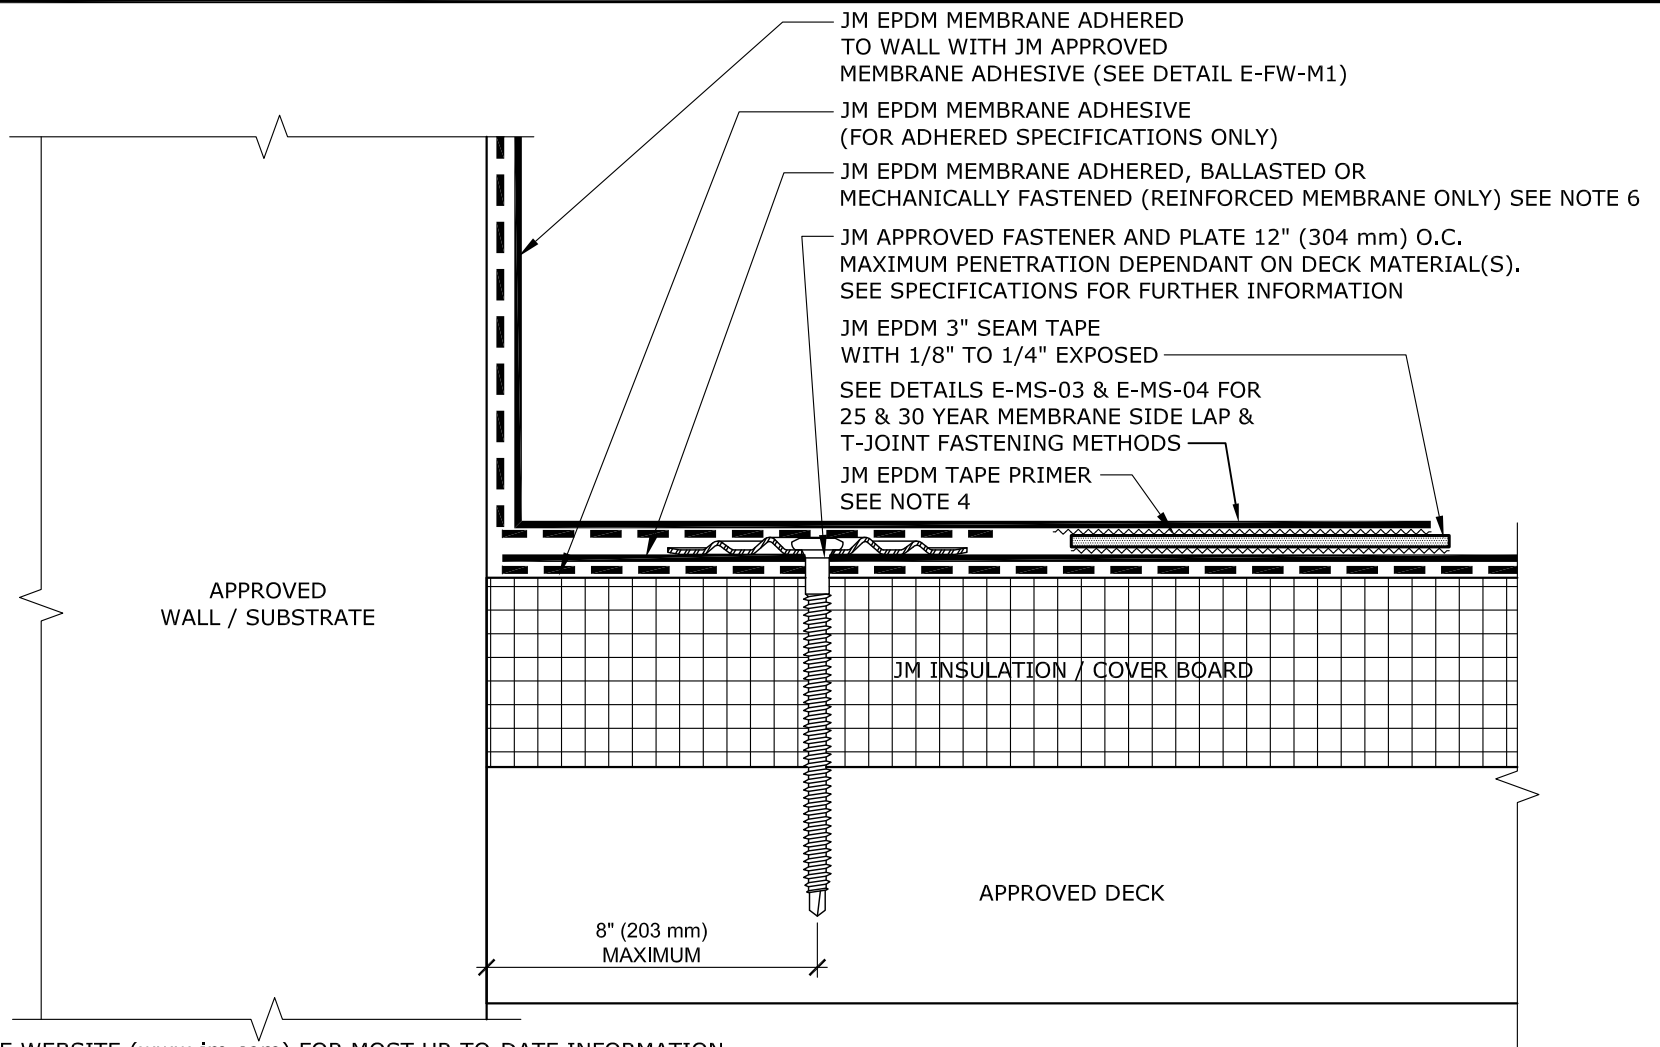 JM EPDM MEMBRANE ADHERED
TO WALL WITH JM APPROVED
MEMBRANE ADHESIVE (SEE DETAIL E-FW-M1)
JM EPDM MEMBRANE ADHESIVE
(FOR ADHERED SPECIFICATIONS ONLY)
JM EPDM MEMBRANE ADHERED, BALLASTED OR
MECHANICALLY FASTENED (REINFORCED MEMBRANE ONLY) SEE NOTE 6
JM APPROVED FASTENER AND PLATE 12" (304 mm) O.C.
MAXIMUM PENETRATION DEPENDANT ON DECK MATERIAL(S).
SEE SPECIFICATIONS FOR FURTHER INFORMATION
JM EPDM 3" SEAM TAPE
WITH 1/8" TO 1/4" EXPOSED
SEE DETAILS E-MS-03 & E-MS-04 FOR
25 & 30 YEAR MEMBRANE SIDE LAP &
T-JOINT FASTENING METHODS
JM EPDM TAPE PRIMER
SEE NOTE 4
APPROVED
WALL / SUBSTRATE
JM INSULATION / COVER BOARD
APPROVED DECK
8" (203 mm)
MAXIMUM
WEBSITE (www.jm.com) FOR MOST UP TO DATE INFORMATION